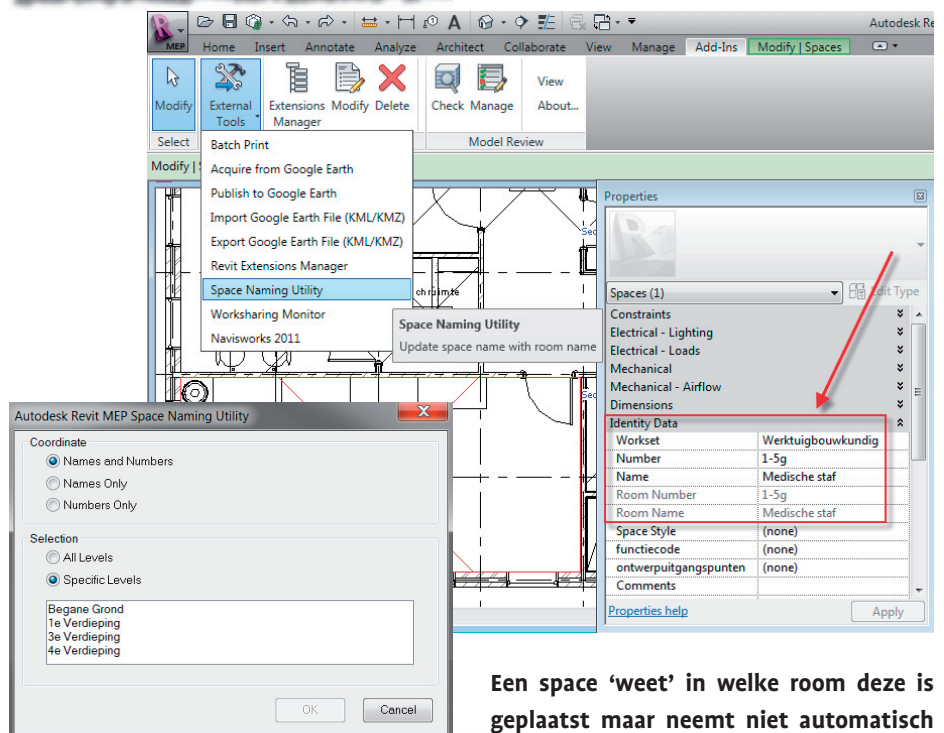 Autodesk Re
MEP Home Insert Annotate Analyze Architect Collaborate View Manage Add-Ins Modify | Spaces
Modify External Tools Extensions Manager Modify Delete Check Manage View About...
Select Model Review
Modify |
Batch Print
Acquire from Google Earth
Publish to Google Earth
Import Google Earth File (KML/KMZ)
Export Google Earth File (KML/KMZ)
Revit Extensions Manager
Space Naming Utility
Worksharing Monitor
Navisworks 2011
chruimte
Sec
Sec
Space Naming Utility
Update space name with room name
Properties
Spaces (1) Edit Type
Constraints
Electrical - Lighting
Electrical - Loads
Mechanical
Mechanical - Airflow
Dimensions
Identity Data
Workset Werktuigbouwkundig
Number 1-5g
Name Medische staf
Room Number 1-5g
Room Name Medische staf
Space Style (none)
functiecode (none)
ontwerpuitgangspunten (none)
Comments
Properties help Apply
Autodesk Revit MEP Space Naming Utility
Coordinate
Names and Numbers
Names Only
Numbers Only
Selection
All Levels
Specific Levels
Begane Grond
1e Verdieping
3e Verdieping
4e Verdieping
OK Cancel
Een space ‘weet’ in welke room deze is
geplaatst maar neemt niet automatisch